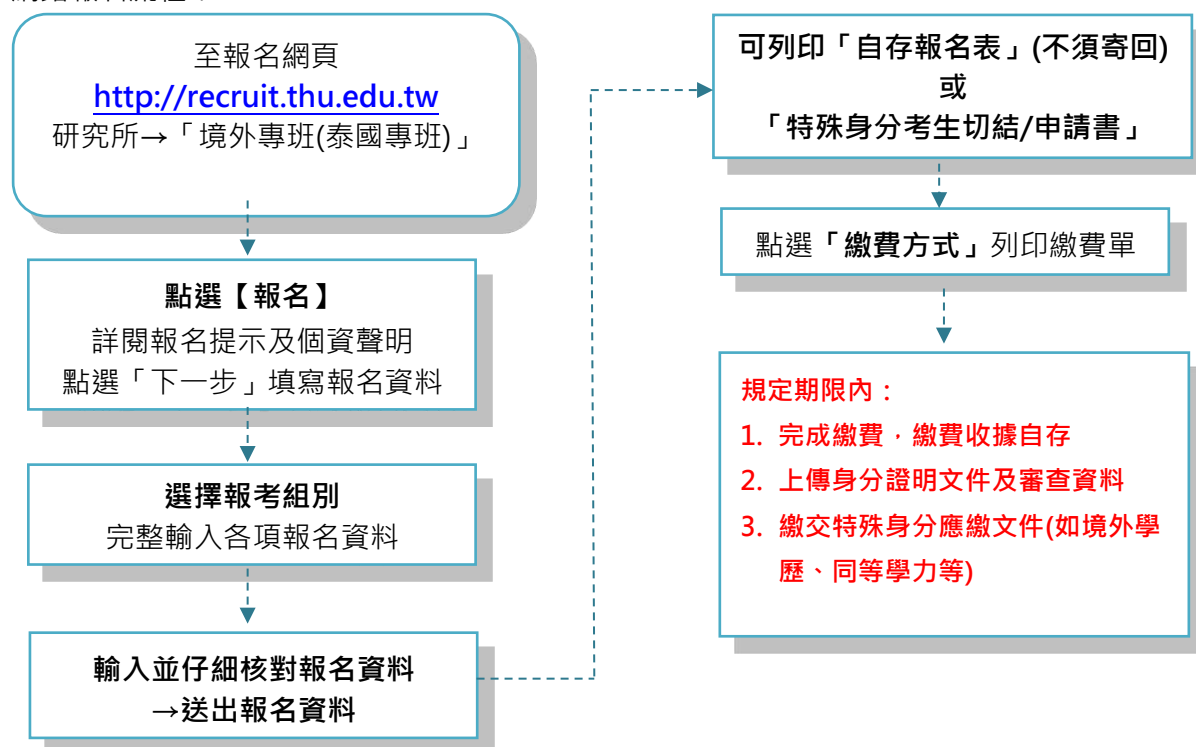 至報名網頁
http://recruit.thu.edu.tw
研究所→「境外專班(泰國專班)」
點選【報名】
詳閱報名提示及個資聲明
點選「下一步」填寫報名資料
選擇報考組別
完整輸入各項報名資料
輸入並仔細核對報名資料
→送出報名資料
可列印「自存報名表」(不須寄回)
或
「特殊身分考生切結/申請書」
點選「繳費方式」列印繳費單
規定期限內：
1. 完成繳費，繳費收據自存
2. 上傳身分證明文件及審查資料
3. 繳交特殊身分應繳文件(如境外學
歷、同等學力等)